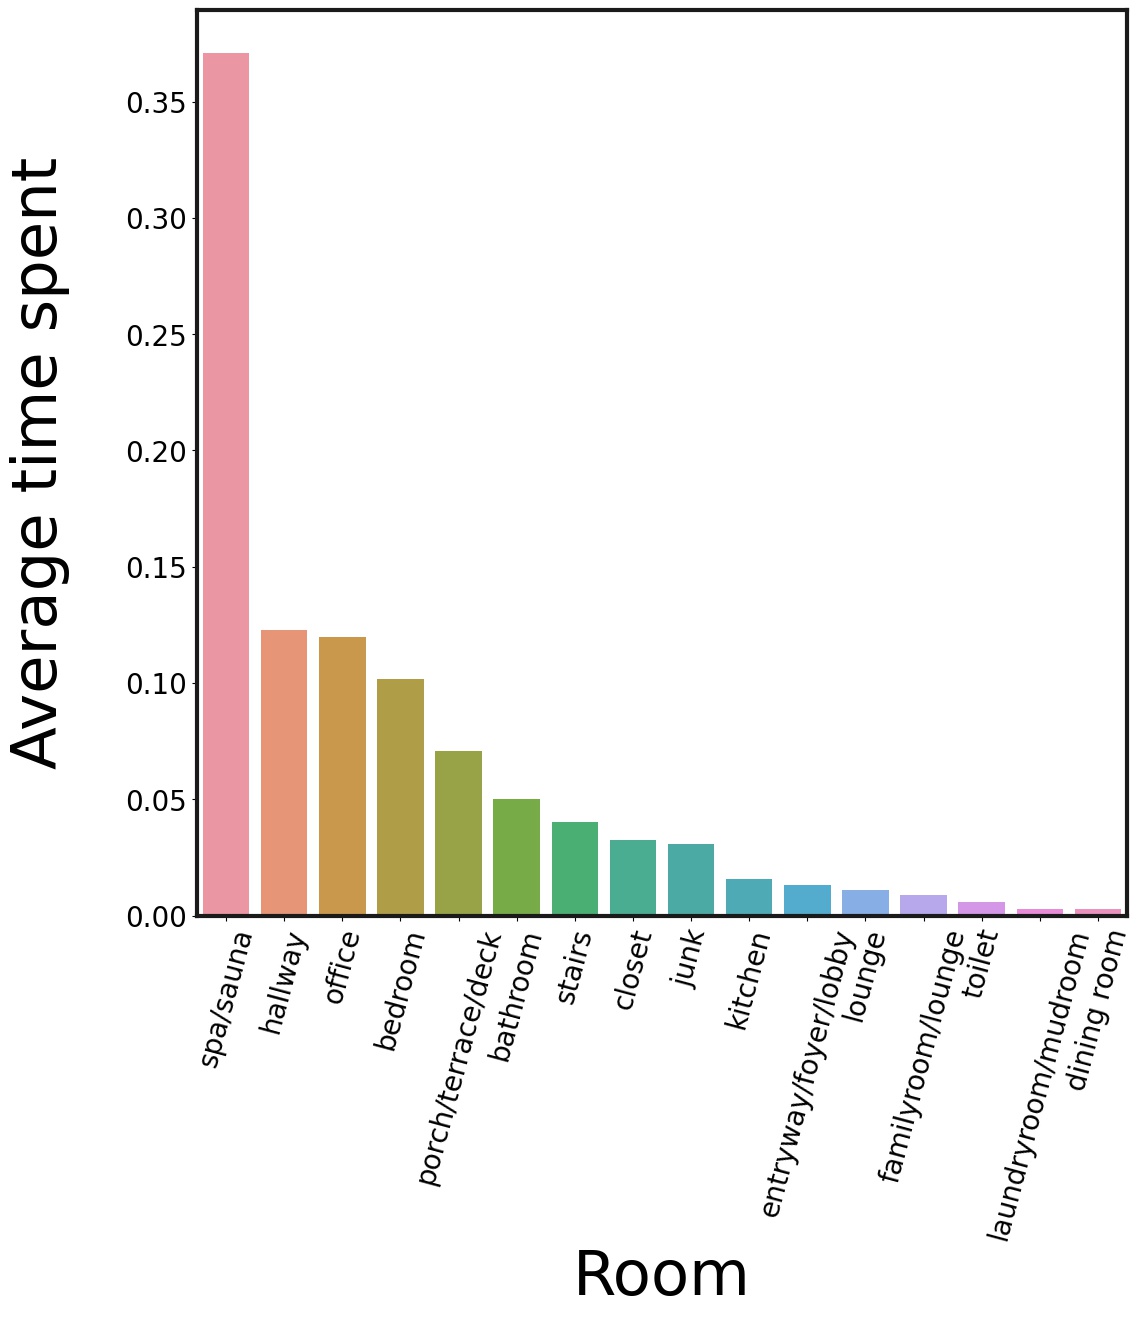 Average time spent
0.35
0.30
0.25
0.20
0.15
0.10
0.05
0.00
spa/sauna
hallway
office
bedroom
porch/terrace/deck
bathroom
stairs
closet
junk
kitchen
entryway/foyer/lobby
lounge
familyroom/lounge
toilet
laundryroom/mudroom
dining room
Room